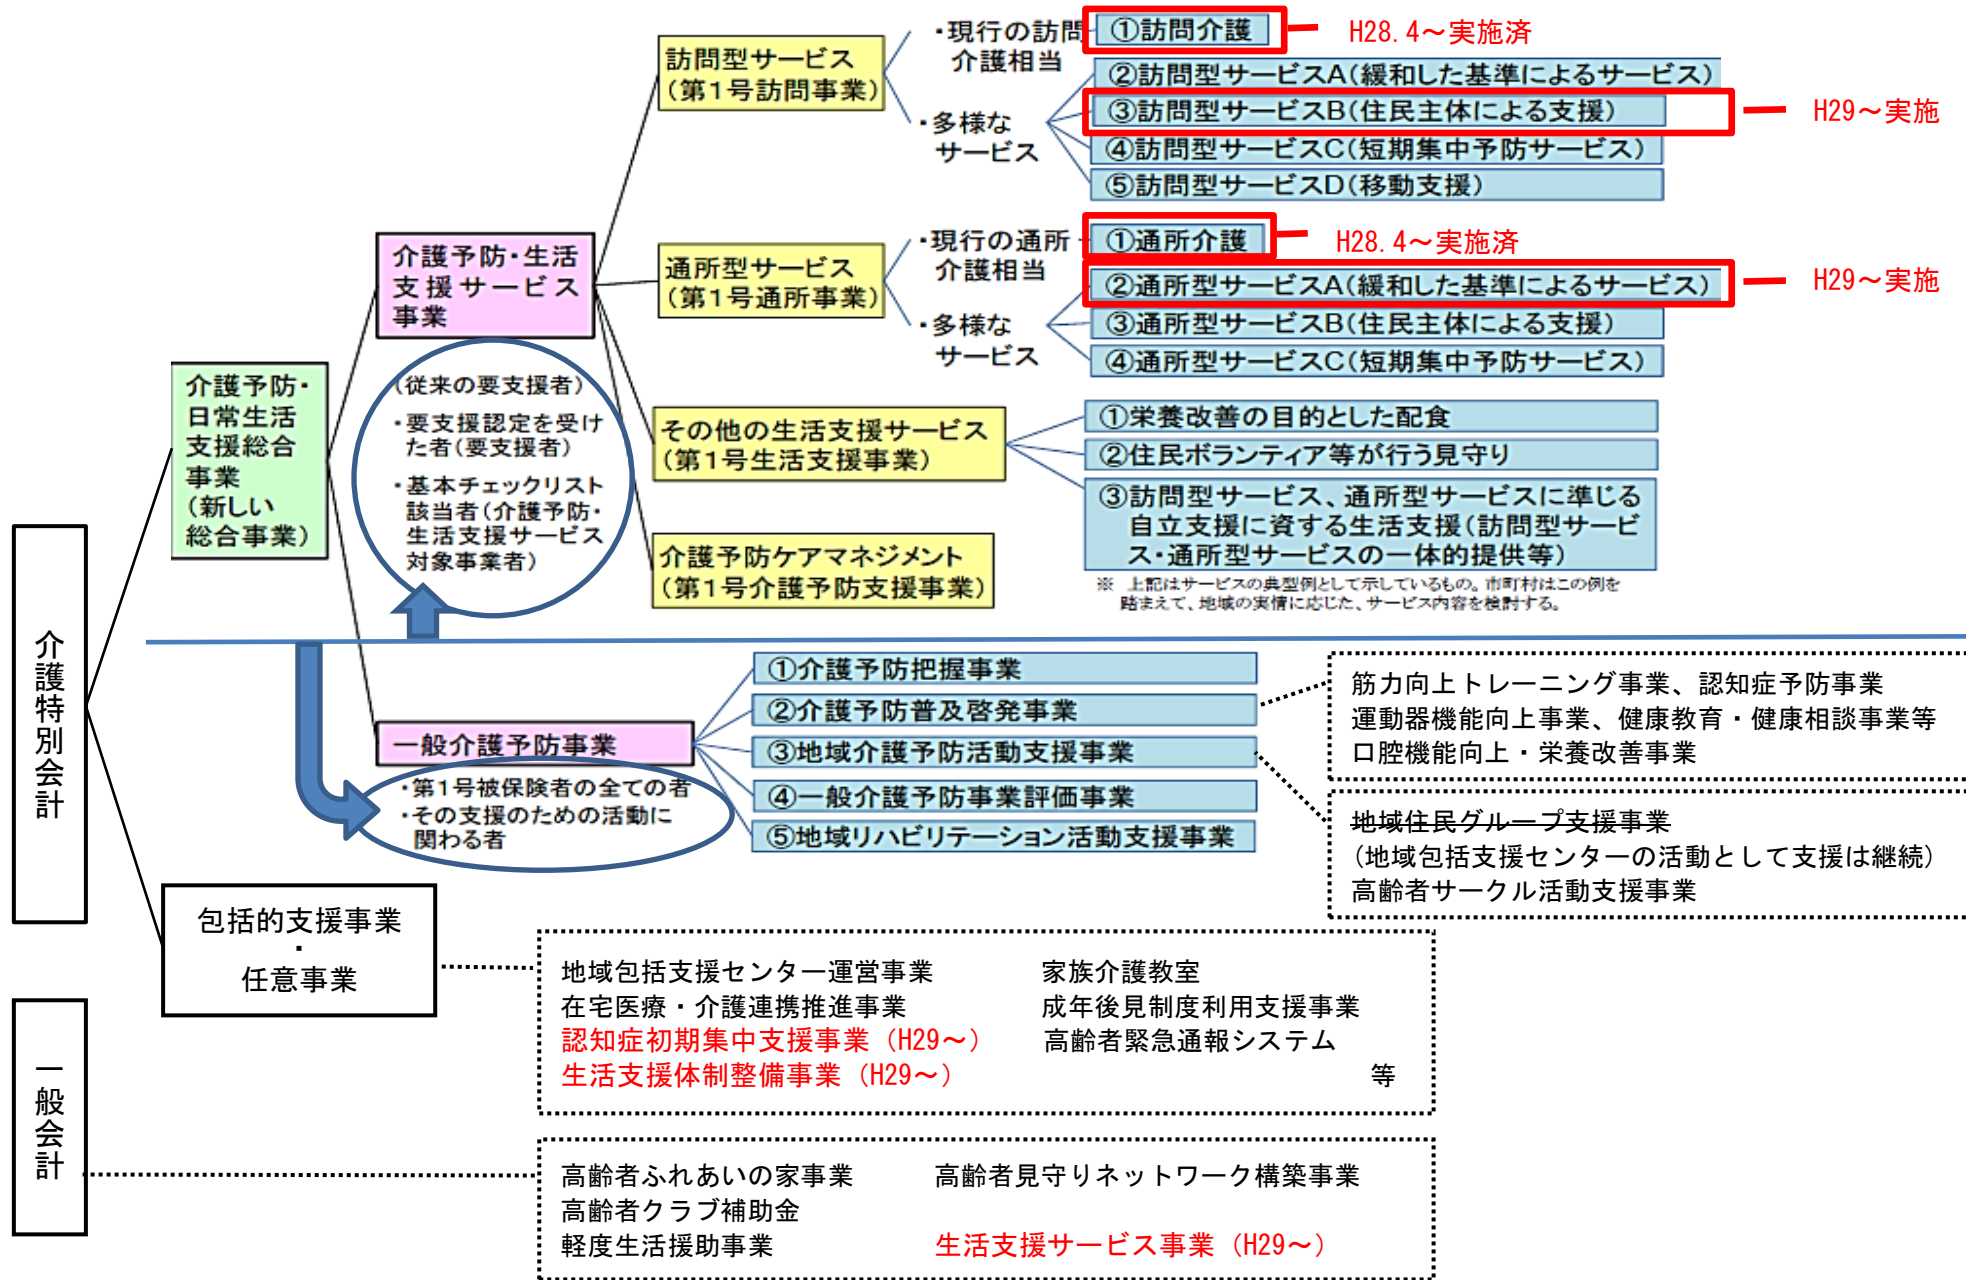 訪問型サービス
(第1号訪問事業)
・現行の訪問
介護相当
・多様な
サービス
①訪問介護
H28.4～実施済
②訪問型サービスA(緩和した基準によるサービス)
③訪問型サービスB(住民主体による支援)
H29～実施
④訪問型サービスC(短期集中予防サービス)
⑤訪問型サービスD(移動支援)
介護予防・生活
支援サービス
事業
通所型サービス
(第1号通所事業)
・現行の通所
介護相当
・多様な
サービス
①通所介護
H28.4～実施済
②通所型サービスA(緩和した基準によるサービス)
H29～実施
③通所型サービスB(住民主体による支援)
④通所型サービスC(短期集中予防サービス)
介護予防・
日常生活
支援総合
事業
(新しい
総合事業)
(従来の要支援者)
・要支援認定を受け
た者(要支援者)
・基本チェックリスト
該当者(介護予防・
生活支援サービス
対象事業者)
その他の生活支援サービス
(第1号生活支援事業)
①栄養改善の目的とした配食
②住民ボランティア等が行う見守り
③訪問型サービス、通所型サービスに準じる
自立支援に資する生活支援(訪問型サービ
ス・通所型サービスの一体的提供等)
介護予防ケアマネジメント
(第1号介護予防支援事業)
※ 上記はサービスの典型例として示しているもの。市町村はこの例を
踏まえて、地域の実情に応じた、サービス内容を検討する。
介護特別会計
一般介護予防事業
・第1号被保険者の全ての者
・その支援のための活動に
関わる者
①介護予防把握事業
②介護予防普及啓発事業
③地域介護予防活動支援事業
④一般介護予防事業評価事業
⑤地域リハビリテーション活動支援事業
筋力向上トレーニング事業、認知症予防事業
運動器機能向上事業、健康教育・健康相談事業等
口腔機能向上・栄養改善事業
地域住民グループ支援事業
(地域包括支援センターの活動として支援は継続)
高齢者サークル活動支援事業
包括的支援事業
・
任意事業
地域包括支援センター運営事業
家族介護教室
在宅医療・介護連携推進事業
成年後見制度利用支援事業
認知症初期集中支援事業（H29～）
高齢者緊急通報システム
生活支援体制整備事業（H29～）
等
一般会計
高齢者ふれあいの家事業
高齢者見守りネットワーク構築事業
高齢者クラブ補助金
軽度生活援助事業
生活支援サービス事業（H29～）